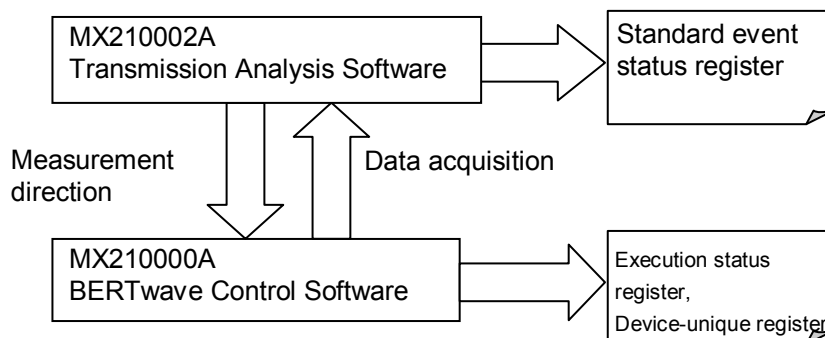 MX210002A
Transmission Analysis Software
Standard event
status register
Measurement
direction
Data acquisition
MX210000A
BERTwave Control Software
Execution status
register,
Device-unique register